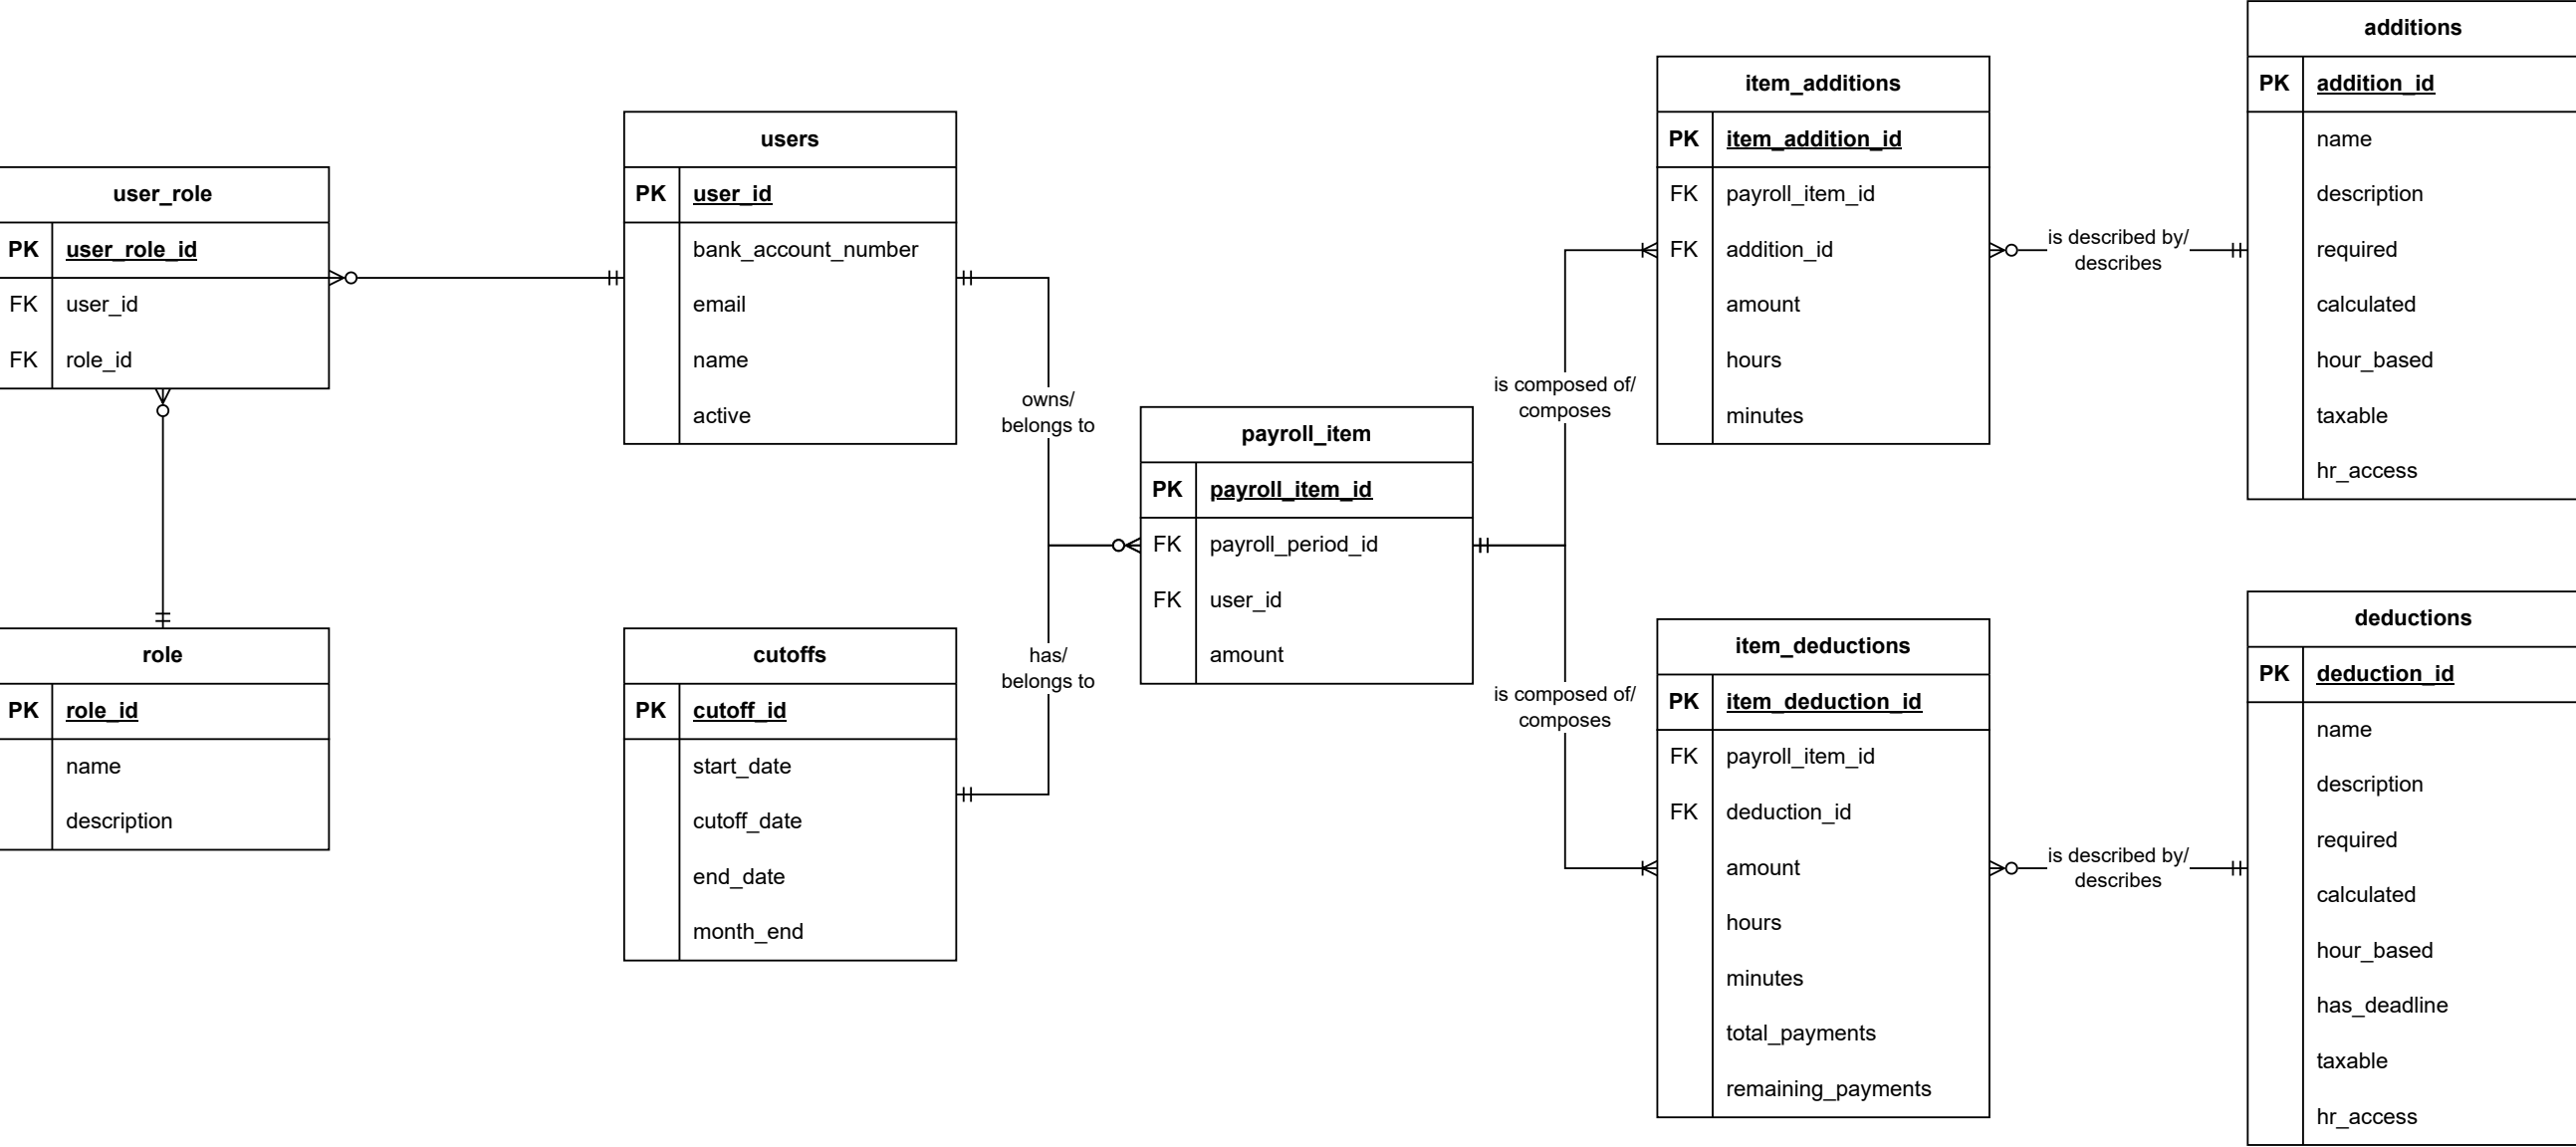 user_role
PK user_role_id
FK user_id
FK role_id
role
PK role_id
name
description
users
PK user_id
bank_account_number
email
name
active
cutoffs
PK cutoff_id
start_date
cutoff_date
end_date
month_end
owns/
belongs to
has/
belongs to
payroll_item
PK payroll_item_id
FK payroll_period_id
FK user_id
amount
is composed of/
composes
is composed of/
composes
item_additions
PK item_addition_id
FK payroll_item_id
FK addition_id
amount
hours
minutes
item_deductions
PK item_deduction_id
FK payroll_item_id
FK deduction_id
amount
hours
minutes
total_payments
remaining_payments
is described by/
describes
is described by/
describes
additions
PK addition_id
name
description
required
calculated
hour_based
taxable
hr_access
deductions
PK deduction_id
name
description
required
calculated
hour_based
has_deadline
taxable
hr_access